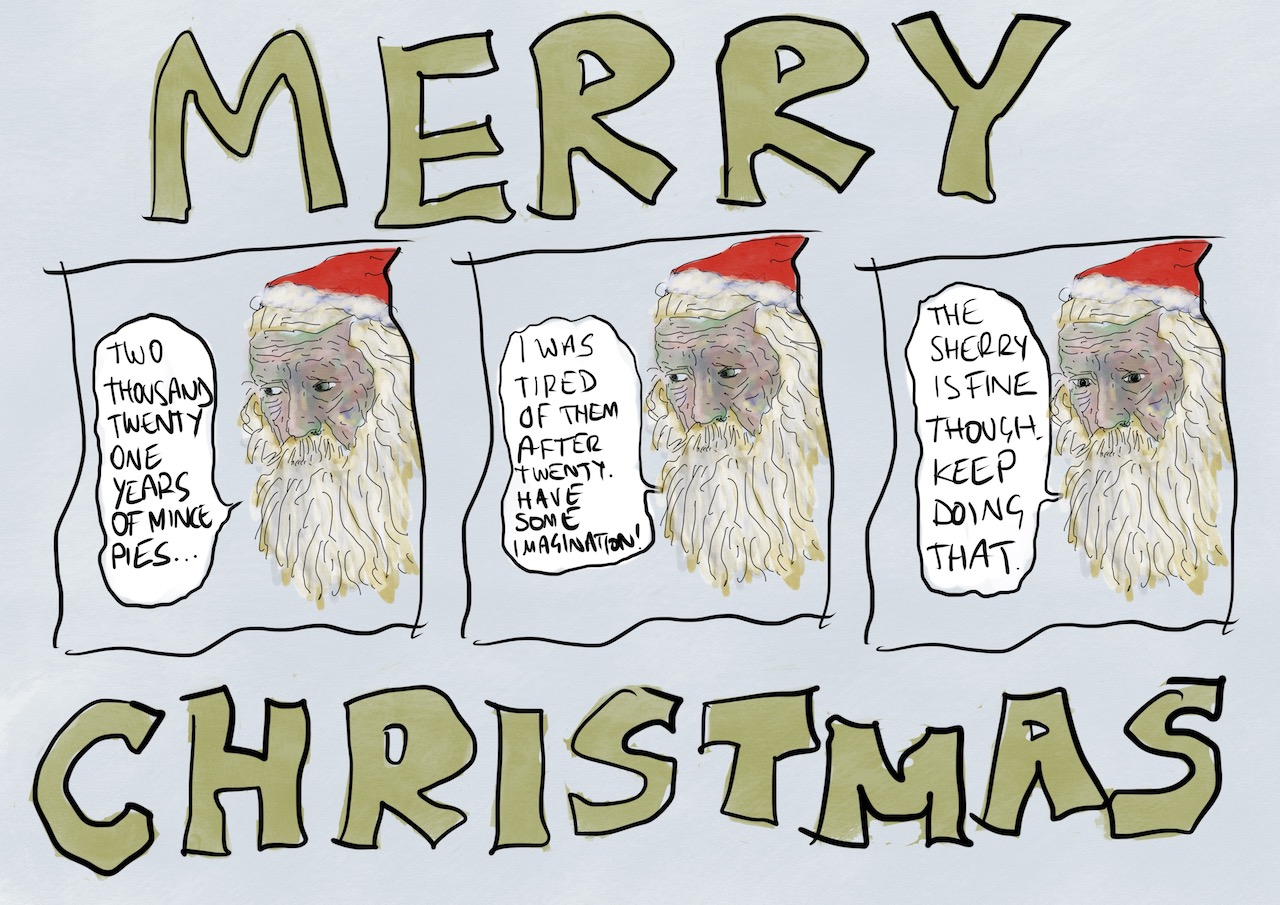 MERRY
TWO
THOUSAND
TWENTY
ONE
YEARS
OF MINCE
PIES...
I WAS
TIRED
OF THEM
AFTER
TWENTY.
HAVE
SOME
IMAGINATION!
THE
SHERRY
IS FINE
THOUGH.
KEEP
DOING
THAT.
CHRISTMAS